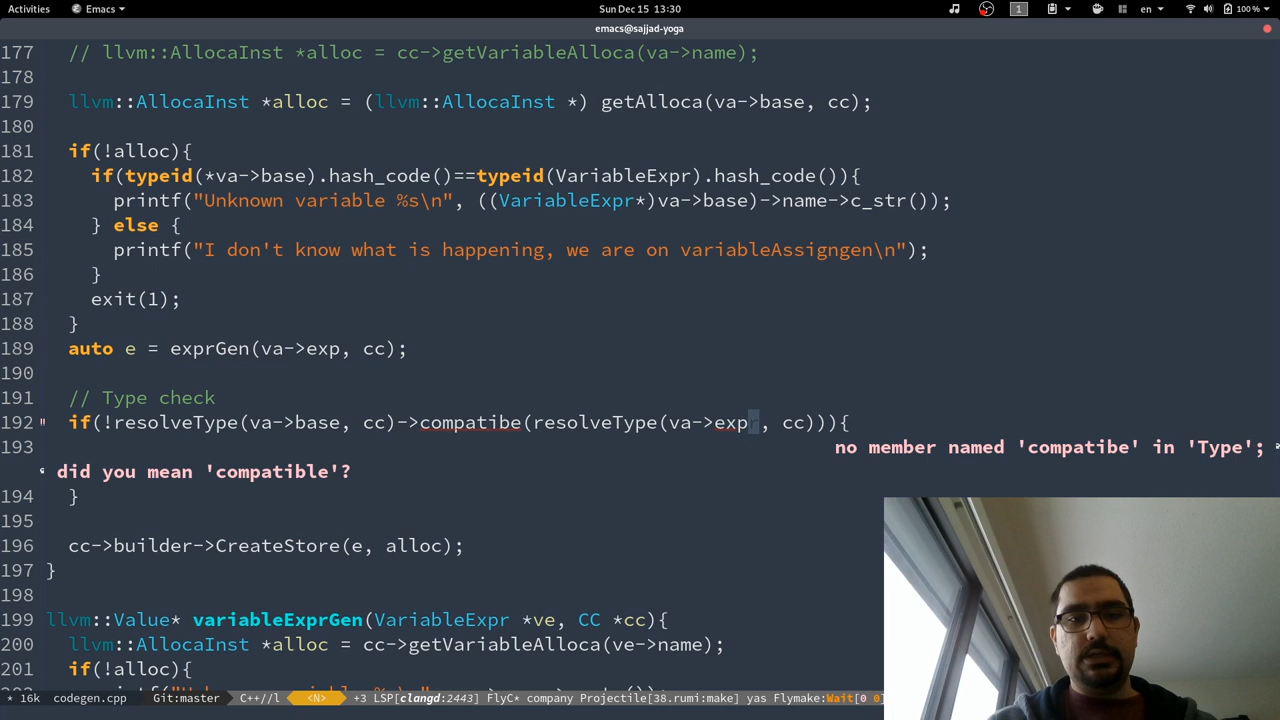 Activities Emacs Sun Dec 15 13:30 1 en 100 %
emacs@sajjad-yoga
177 // llvm::AllocaInst *alloc = cc->getVariableAlloca(va->name);
178
179 llvm::AllocaInst *alloc = (llvm::AllocaInst *) getAlloca(va->base, cc);
180
181 if(!alloc){
182 if(typeid(*va->base).hash_code()==typeid(VariableExpr).hash_code()){
183 printf("Unknown variable %s\n", ((VariableExpr*)va->base)->name->c_str());
184 } else {
185 printf("I don't know what is happening, we are on variableAssigngen\n");
186 }
187 exit(1);
188 }
189 auto e = exprGen(va->exp, cc);
190
191 // Type check
192 if(!resolveType(va->base, cc)->compatibe(resolveType(va->exp , cc))){
193 no member named 'compatibe' in 'Type';
did you mean 'compatible'?
194 }
195
196 cc->builder->CreateStore(e, alloc);
197 }
198
199 llvm::Value* variableExprGen(VariableExpr *ve, CC *cc){
200 llvm::AllocaInst *alloc = cc->getVariableAlloca(ve->name);
201 if(!alloc){
* 16k codegen.cpp Git:master C++//l <N> +3 LSP[clangd:2443] FlyC* company Projectile[38.rumi:make] yas Flymake:Wait[0 0]